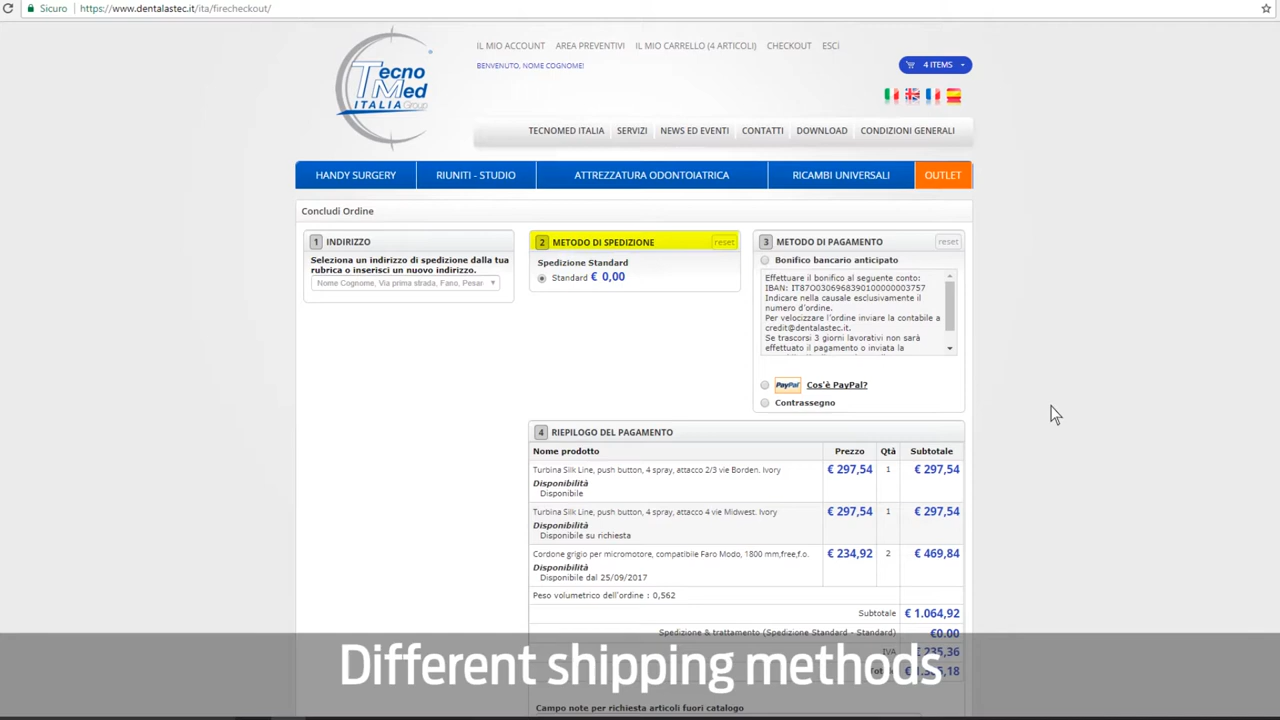 Sicuro https://www.dentalastec.it/ita/firecheckout/
Tecno
Med
ITALIA Group
IL MIO ACCOUNT AREA PREVENTIVI IL MIO CARRELLO (4 ARTICOLI) CHECKOUT ESCI
BENVENUTO, NOME COGNOME!
4 ITEMS
TECNOMED ITALIA SERVIZI NEWS ED EVENTI CONTATTI DOWNLOAD CONDIZIONI GENERALI
HANDY SURGERY RIUNITI - STUDIO ATTREZZATURA ODONTOIATRICA RICAMBI UNIVERSALI OUTLET
Concludi Ordine
1 INDIRIZZO
Seleziona un indirizzo di spedizione dalla tua
rubrica o inserisci un nuovo indirizzo.
Nome Cognome, Via prima strada, Fano, Pesar
2 METODO DI SPEDIZIONE reset
Spedizione Standard
Standard € 0,00
3 METODO DI PAGAMENTO reset
Bonifico bancario anticipato
Effettuare il bonifico al seguente conto:
IBAN: IT87O0306968390100000003757
Indicare nella causale esclusivamente il
numero d'ordine.
Per velocizzare l'ordine inviare la contabile a
credit@dentalastec.it.
Se trascorsi 3 giorni lavorativi non sarà
effettuato il pagamento o inviata la
PayPal Cos'è PayPal?
Contrassegno
4 RIEPILOGO DEL PAGAMENTO
Nome prodotto Prezzo Qtà Subtotale
Turbina Silk Line, push button, 4 spray, attacco 2/3 vie Borden. Ivory € 297,54 1 € 297,54
Disponibilità
Disponibile
Turbina Silk Line, push button, 4 spray, attacco 4 vie Midwest. Ivory € 297,54 1 € 297,54
Disponibilità
Disponibile su richiesta
Cordone grigio per micromotore, compatibile Faro Modo, 1800 mm,free,f.o. € 234,92 2 € 469,84
Disponibilità
Disponibile dal 25/09/2017
Peso volumetrico dell'ordine : 0,562
Subtotale € 1.064,92
Spedizione & trattamento (Spedizione Standard - Standard) €0.00
IVA
Different shipping methods
Campo note per richiesta articoli fuori catalogo